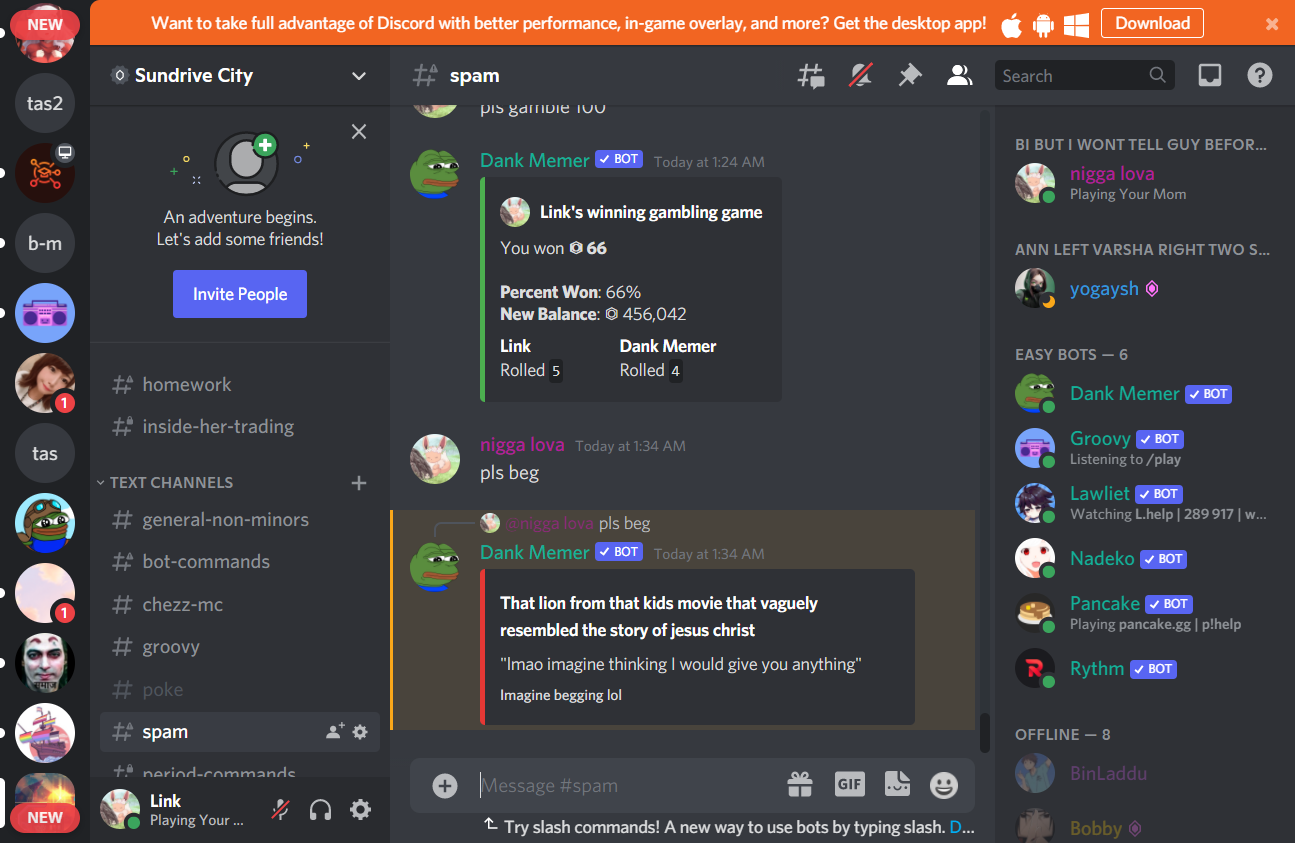 Want to take full advantage of Discord with better performance, in-game overlay, and more? Get the desktop app!
Download
NEW
tas2
b-m
1
tas
1
NEW
Sundrive City
An adventure begins.
Let's add some friends!
Invite People
homework
inside-her-trading
TEXT CHANNELS
general-non-minors
bot-commands
chezz-mc
groovy
poke
spam
period-commands
Link
Playing Your ...
spam
Search
pls gamble 100
Dank Memer BOT Today at 1:24 AM
Link's winning gambling game
You won 66
Percent Won: 66%
New Balance: 456,042
Link Dank Memer
Rolled 5 Rolled 4
nigga lova Today at 1:34 AM
pls beg
@nigga lova pls beg
Dank Memer BOT Today at 1:34 AM
That lion from that kids movie that vaguely
resembled the story of jesus christ
"lmao imagine thinking I would give you anything"
Imagine begging lol
Message #spam
GIF
Try slash commands! A new way to use bots by typing slash. D...
BI BUT I WONT TELL GUY BEFOR...
nigga lova
Playing Your Mom
ANN LEFT VARSHA RIGHT TWO S...
yogaysh
EASY BOTS — 6
Dank Memer BOT
Groovy BOT
Listening to /play
Lawliet BOT
Watching L.help | 289 917 | w...
Nadeko BOT
Pancake BOT
Playing pancake.gg | p!help
Rythm BOT
OFFLINE — 8
BinLaddu
Bobby